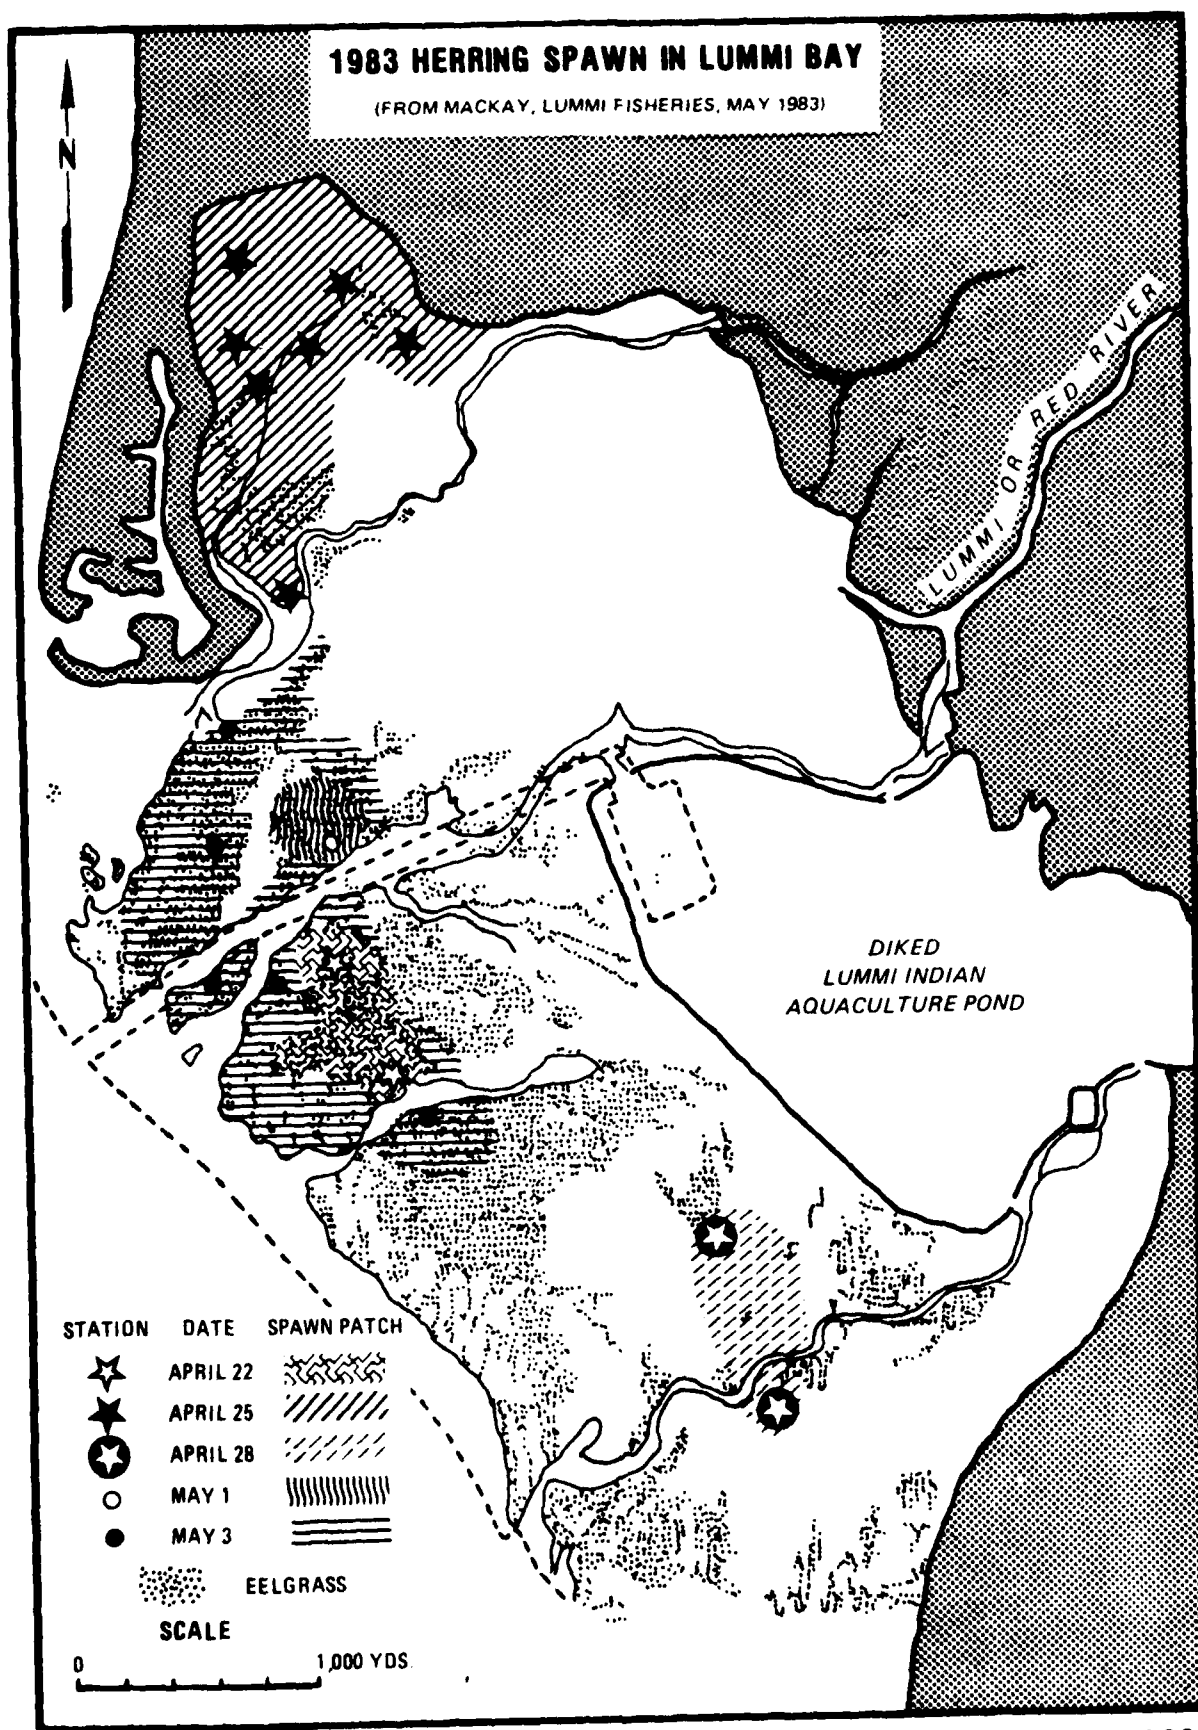 1983 HERRING SPAWN IN LUMMI BAY
(FROM MACKAY, LUMMI FISHERIES, MAY 1983)
N
LUMMI OR RED RIVER
DIKED
LUMMI INDIAN
AQUACULTURE POND
STATION DATE SPAWN PATCH
APRIL 22
APRIL 25
APRIL 28
MAY 1
MAY 3
EELGRASS
SCALE
0 1,000 YDS.